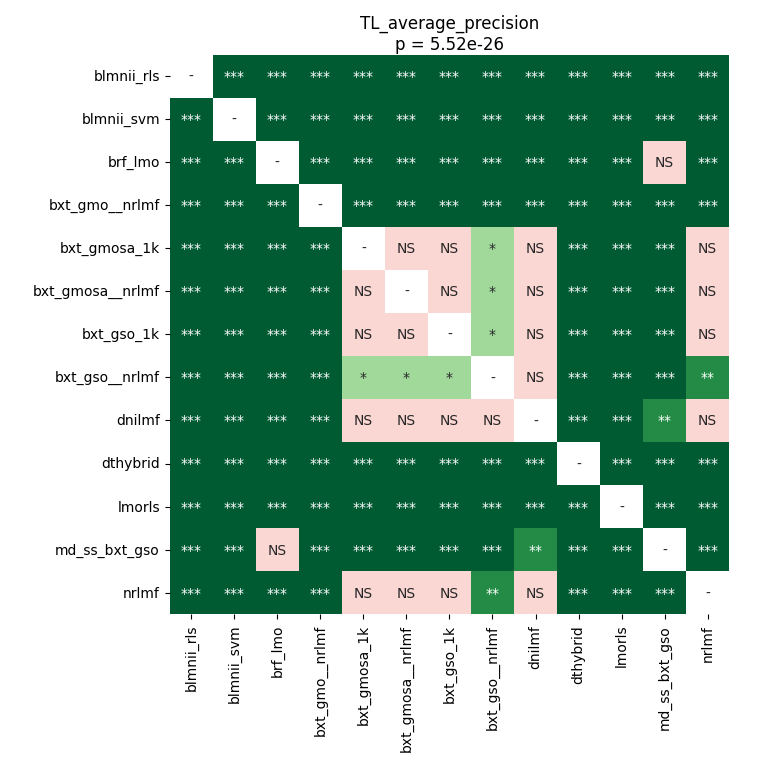 TL_average_precision
p = 5.52e-26
blmnii_rls - *** *** *** *** *** *** *** *** *** *** *** ***
blmnii_svm *** - *** *** *** *** *** *** *** *** *** *** ***
brf_lmo *** *** - *** *** *** *** *** *** *** *** NS ***
bxt_gmo__nrlmf *** *** *** - *** *** *** *** *** *** *** *** ***
bxt_gmosa_1k *** *** *** *** - NS NS * NS *** *** *** NS
bxt_gmosa__nrlmf *** *** *** *** NS - NS * NS *** *** *** NS
bxt_gso_1k *** *** *** *** NS NS - * NS *** *** *** NS
bxt_gso__nrlmf *** *** *** *** * * * - NS *** *** *** **
dnilmf *** *** *** *** NS NS NS NS - *** *** ** NS
dthybrid *** *** *** *** *** *** *** *** *** - *** *** ***
lmorls *** *** *** *** *** *** *** *** *** *** - *** ***
md_ss_bxt_gso *** *** NS *** *** *** *** *** ** *** *** - ***
nrlmf *** *** *** *** NS NS NS ** NS *** *** *** -
blmnii_rls
blmnii_svm
brf_lmo
bxt_gmo__nrlmf
bxt_gmosa_1k
bxt_gmosa__nrlmf
bxt_gso_1k
bxt_gso__nrlmf
dnilmf
dthybrid
lmorls
md_ss_bxt_gso
nrlmf